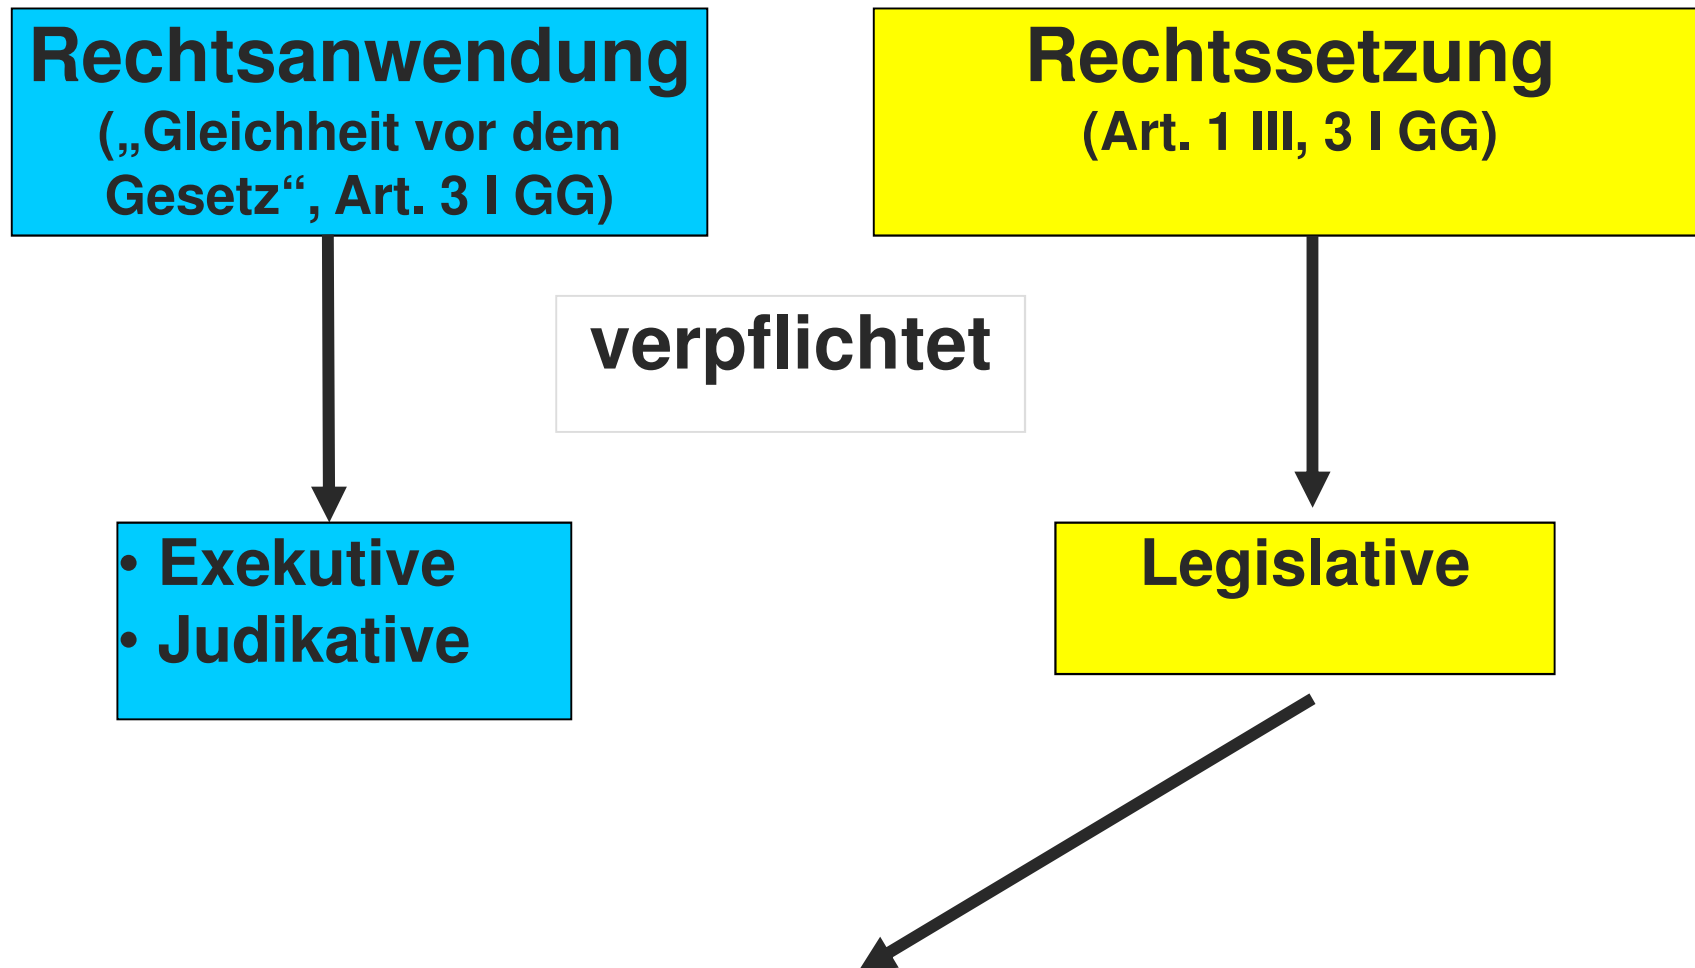 Rechtsanwendung
(„Gleichheit vor dem
Gesetz“, Art. 3 I GG)
Rechtssetzung
(Art. 1 III, 3 I GG)
verpflichtet
• Exekutive
• Judikative
Legislative